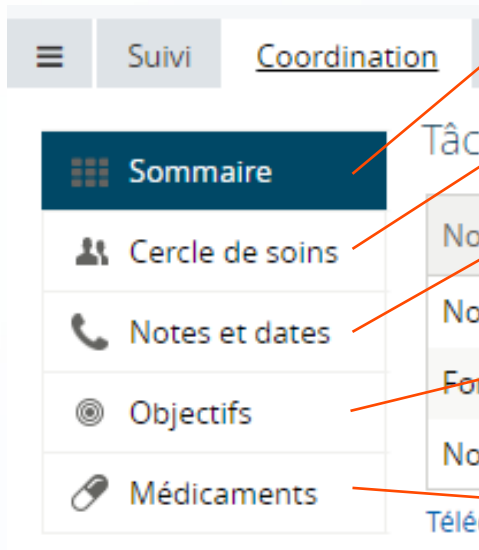 Suivi Coordination
Sommaire
Cercle de soins
Notes et dates
Objectifs
Médicaments